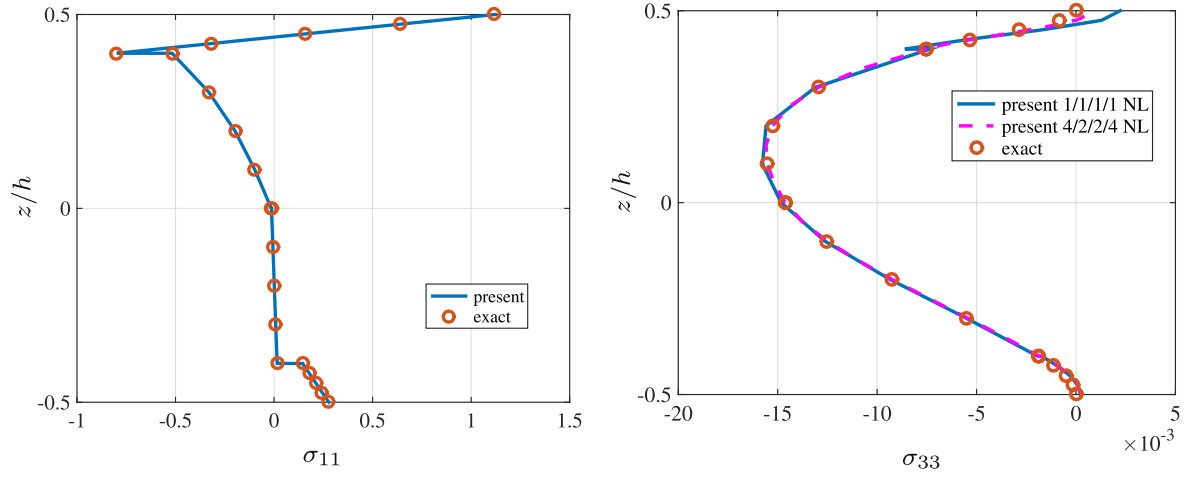 0.5
z/h
0
present
exact
-0.5
-1
-0.5
0
0.5
1
1.5
σ11
0.5
present 1/1/1/1 NL
present 4/2/2/4 NL
exact
z/h
0
-0.5
-20
-15
-10
-5
0
5
×10-3
σ33